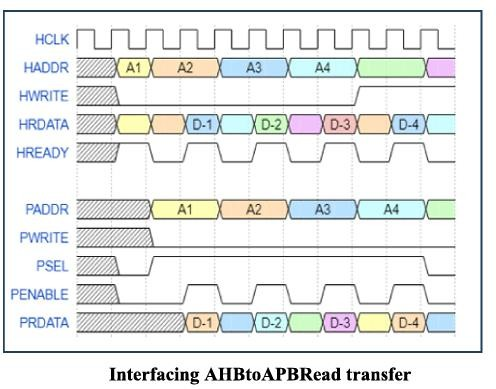 HCLK
HADDR A1 A2 A3 A4
HWRITE
HRDATA D-1 D-2 D-3 D-4
HREADY
PADDR A1 A2 A3 A4
PWRITE
PSEL
PENABLE
PRDATA D-1 D-2 D-3 D-4
Interfacing AHBtoAPBRead transfer